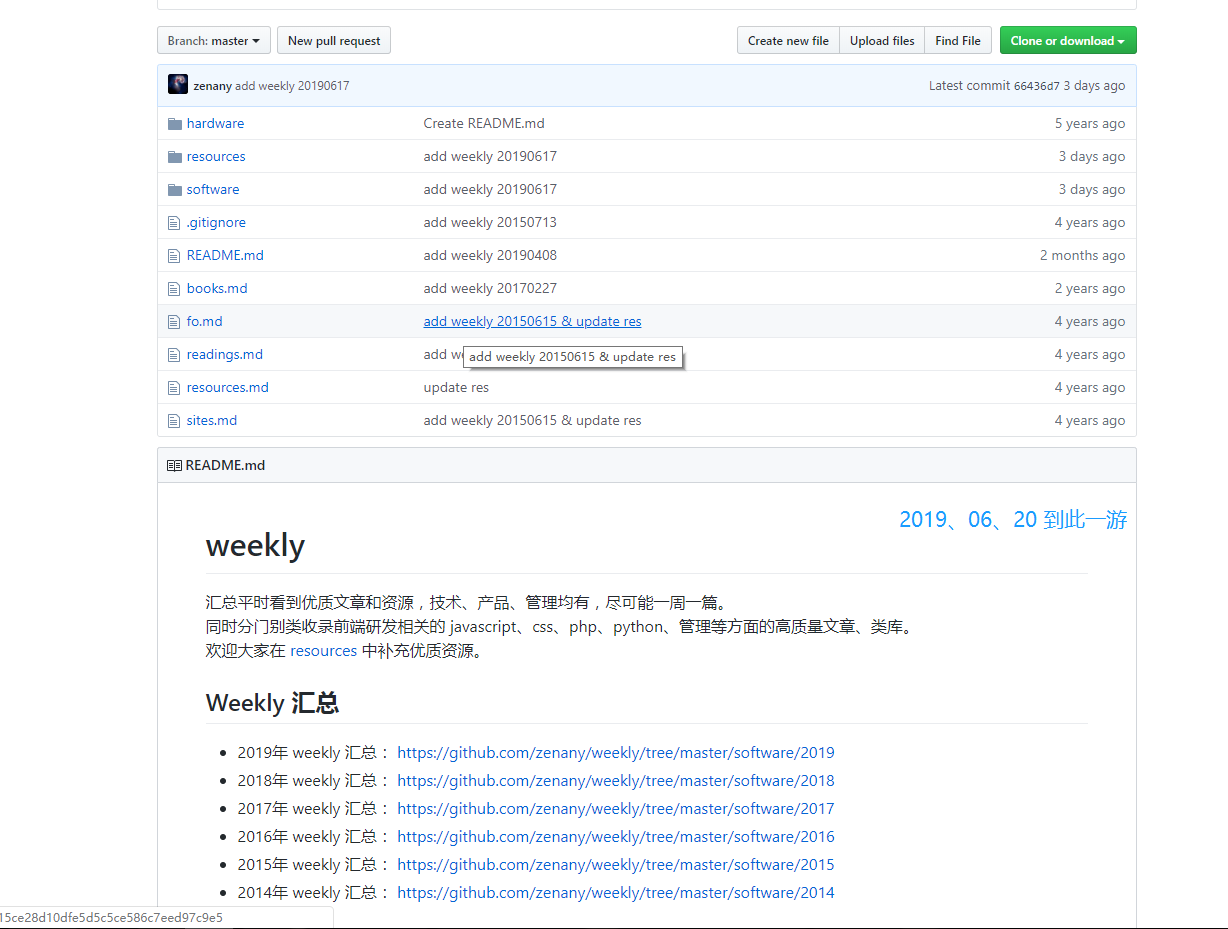 Branch: master
New pull request
Create new file
Upload files
Find File
Clone or download
zenany add weekly 20190617
Latest commit 66436d7 3 days ago
hardware Create README.md 5 years ago
resources add weekly 20190617 3 days ago
software add weekly 20190617 3 days ago
.gitignore add weekly 20150713 4 years ago
README.md add weekly 20190408 2 months ago
books.md add weekly 20170227 2 years ago
fo.md add weekly 20150615 & update res 4 years ago
readings.md add 4 years ago
add weekly 20150615 & update res
resources.md update res 4 years ago
sites.md add weekly 20150615 & update res 4 years ago
README.md
2019、06、20 到此一游
weekly
汇总平时看到优质文章和资源，技术、产品、管理均有，尽可能一周一篇。
同时分门别类收录前端研发相关的 javascript、css、php、python、管理等方面的高质量文章、类库。
欢迎大家在 resources 中补充优质资源。
Weekly 汇总
2019年 weekly 汇总： https://github.com/zenany/weekly/tree/master/software/2019
2018年 weekly 汇总： https://github.com/zenany/weekly/tree/master/software/2018
2017年 weekly 汇总： https://github.com/zenany/weekly/tree/master/software/2017
2016年 weekly 汇总： https://github.com/zenany/weekly/tree/master/software/2016
2015年 weekly 汇总： https://github.com/zenany/weekly/tree/master/software/2015
2014年 weekly 汇总： https://github.com/zenany/weekly/tree/master/software/2014
15ce28d10dfe5d5c5ce586c7eed97c9e5